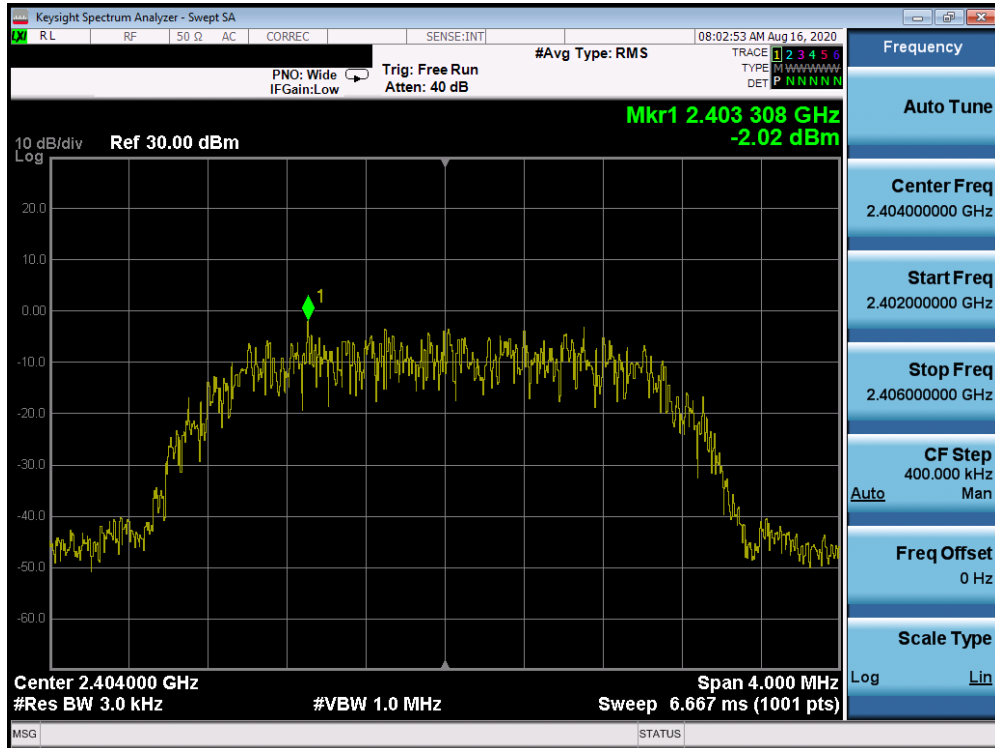 Keysight Spectrum Analyzer - Swept SA
LXI RL RF 50 Ω AC CORREC SENSE:INT 08:02:53 AM Aug 16, 2020
#Avg Type: RMS TRACE 1 2 3 4 5 6
PNO: Wide Trig: Free Run TYPE M WWWWW
IFGain:Low Atten: 40 dB DET P N N N N N
Mkr1 2.403 308 GHz
-2.02 dBm
10 dB/div Ref 30.00 dBm
Log
20.0
10.0
1
0.00
-10.0
-20.0
-30.0
-40.0
-50.0
-60.0
Center 2.404000 GHz Span 4.000 MHz
#Res BW 3.0 kHz #VBW 1.0 MHz Sweep 6.667 ms (1001 pts)
MSG STATUS
Frequency
Auto Tune
Center Freq
2.404000000 GHz
Start Freq
2.402000000 GHz
Stop Freq
2.406000000 GHz
CF Step
400.000 kHz
Auto Man
Freq Offset
0 Hz
Scale Type
Log Lin